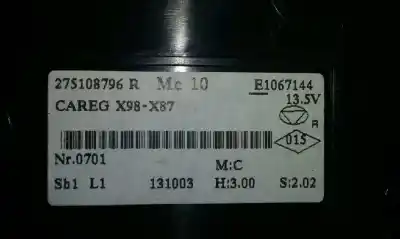 275108796 R Mc 10 E1067144
CAREG X98-X87 13.5V
R
015
Nr.0701 M:C
Sb1 L1 131003 H:3.00 S:2.02